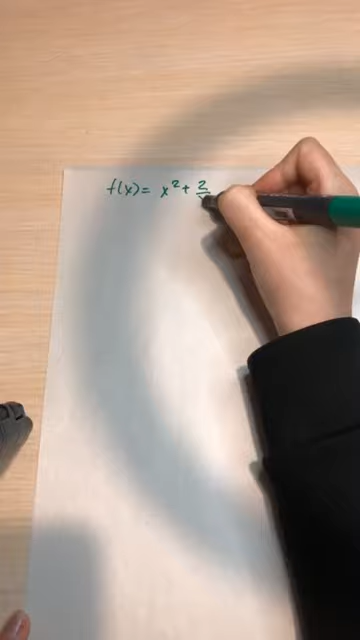 f(x) = x² + 2/